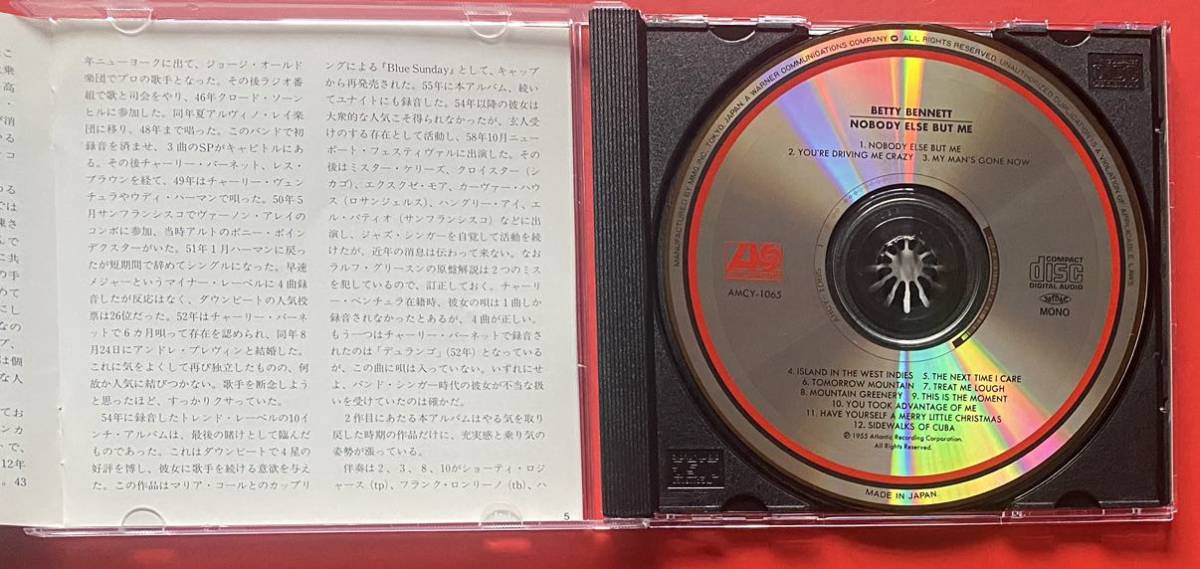 年ニューヨークに出て、ジョージ・オールド
楽団でプロの歌手となった。その後ラジオ番
組で歌と司会をやり、46年クロード・ソーン
ヒルに参加した。同年夏アルヴィノ・レイ楽
団に移り、48年まで唄った。このバンドで初
録音を済ませ、3曲のSPがキャピトルにあ
る。その後チャーリー・バーネット、レス・
ブラウンを経て、49年はチャーリー・ヴェン
チュラやウディ・ハーマンで唄った。50年5
月サンフランシスコでヴァーノン・アレイの
コンボに参加、当時アルトのポニー・ポイン
デクスターがいた。51年1月ハーマンに戻っ
たが短期間で辞めてシングルになった。早速
メジャーというマイナー・レーベルに4曲録
音したが反応はなく、ダウンビートの人気投
票は26位だった。52年はチャーリー・バーネ
ットで6カ月唄って存在を認められ、同年8
月24日にアンドレ・プレヴィンと結婚した。
これに気をよくして再び独立したものの、何
故か人気に結びつかない。歌手を断念しよう
と思ったほど、すっかりクサっていた。
54年に録音したトレンド・レーベルの10イ
ンチ・アルバムは、最後の賭けとして臨んだ
ものであった。これはダウンビートで4星の
好評を博し、彼女に歌手を続ける意欲を与え
た。この作品はマリア・コールとのカップリ
ングによる『Blue Sunday』として、キャップ
から再発売された。55年に本アルバム、続い
てユナイトにも録音した。54年以降の彼女は
大衆的な人気こそ得られなかったが、玄人受
けのする存在として活動し、58年10月ニュー
ポート・フェスティヴァルに出演した。その
後はミスター・ケリーズ、クロイスター(シ
カゴ)、エクスクゼ・モア、カーヴァー・ハウ
ス(ロサンジェルス)、ハングリー・アイ、エ
ル・パティオ(サンフランシスコ)などに出
演し、ジャズ・シンガーを自覚して活動を続
けたが、近年の消息は伝わって来ない。なお
ラルフ・グリースンの原盤解説は2つのミス
を犯しているので、訂正しておく。チャーリ
ー・ベンチュラ在籍時、彼女の唄は1曲しか
録音されなかったとあるが、4曲が正しい。
もう一つはチャーリー・バーネットで録音さ
れたのは「デュランゴ」(52年)となっている
が、この曲に唄は入っていない。いずれにせ
よ、バンド・シンガー時代の彼女が不当な扱
いを受けていたのは確かだ。
2作目にあたる本アルバムはやる気を取り
戻した時期の作品だけに、充実感と乗り気の
姿勢が漲っている。
伴奏は2、3、8、10がショーティ・ロジ
ャース(tp)、フランク・ロンリーノ(tb)、ハ
5
MANUFACTURED BY MMG INC. TOKYO, JAPAN, A WARNER COMMUNICATIONS COMPANY ALL RIGHTS RESERVED. UNAUTHORIZED DUPLICATION IS A VIOLATION OF APPLICABLE LAWS
BETTY BENNETT
NOBODY ELSE BUT ME
1. NOBODY ELSE BUT ME
2. YOU'RE DRIVING ME CRAZY 3. MY MAN'S GONE NOW
AMCY-1065
COMPACT
disc
DIGITAL AUDIO
MONO
4. ISLAND IN THE WEST INDIES 5. THE NEXT TIME I CARE
6. TOMORROW MOUNTAIN 7. TREAT ME LOUGH
8. MOUNTAIN GREENERY 9. THIS IS THE MOMENT
10. YOU TOOK ADVANTAGE OF ME
11. HAVE YOURSELF A MERRY LITTLE CHRISTMAS
12. SIDEWALKS OF CUBA
Ⓟ 1955 Atlantic Recording Corporation.
All Rights Reserved.
MADE IN JAPAN